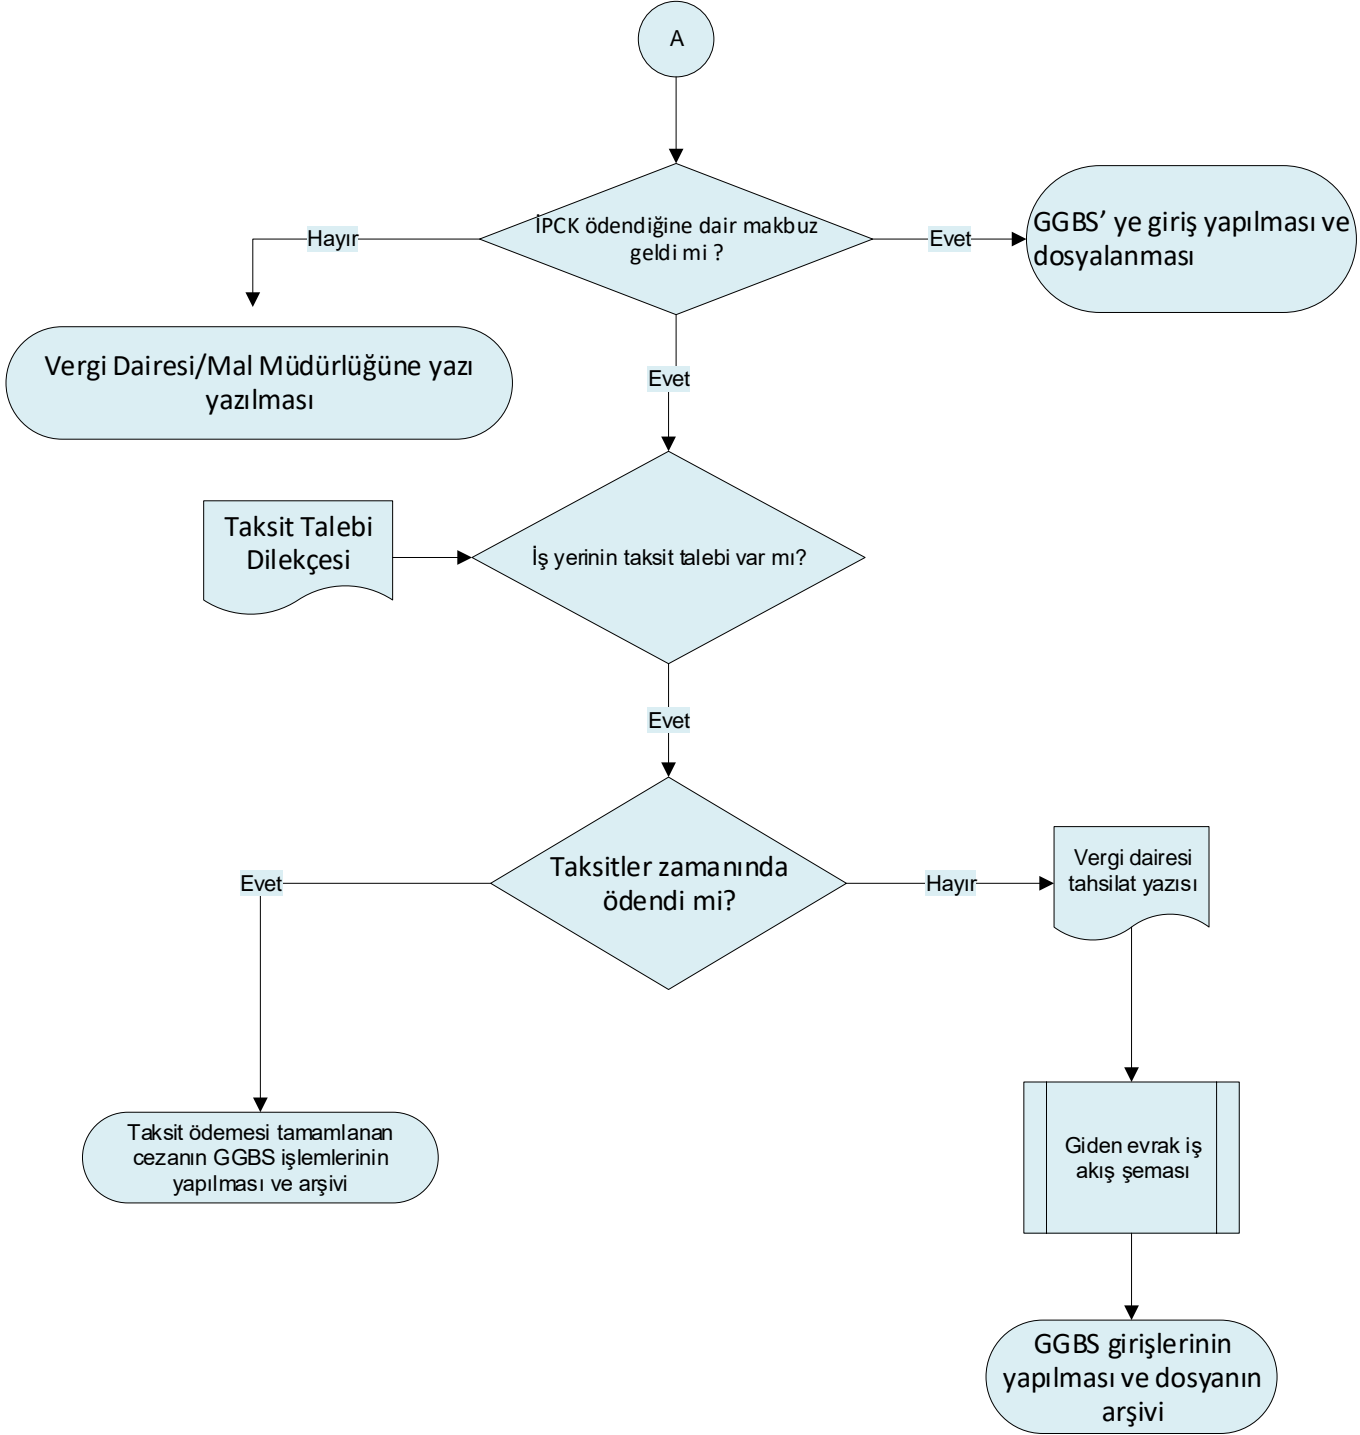 A
İPCK ödendiğine dair makbuz
geldi mi ?
Hayır
Evet
GGBS’ ye giriş yapılması ve
dosyalanması
Vergi Dairesi/Mal Müdürlüğüne yazı
yazılması
Evet
Taksit Talebi
Dilekçesi
İş yerinin taksit talebi var mı?
Evet
Taksitler zamanında
ödendi mi?
Evet
Hayır
Vergi dairesi
tahsilat yazısı
Taksit ödemesi tamamlanan
cezanın GGBS işlemlerinin
yapılması ve arşivi
Giden evrak iş
akış şeması
GGBS girişlerinin
yapılması ve dosyanın
arşivi